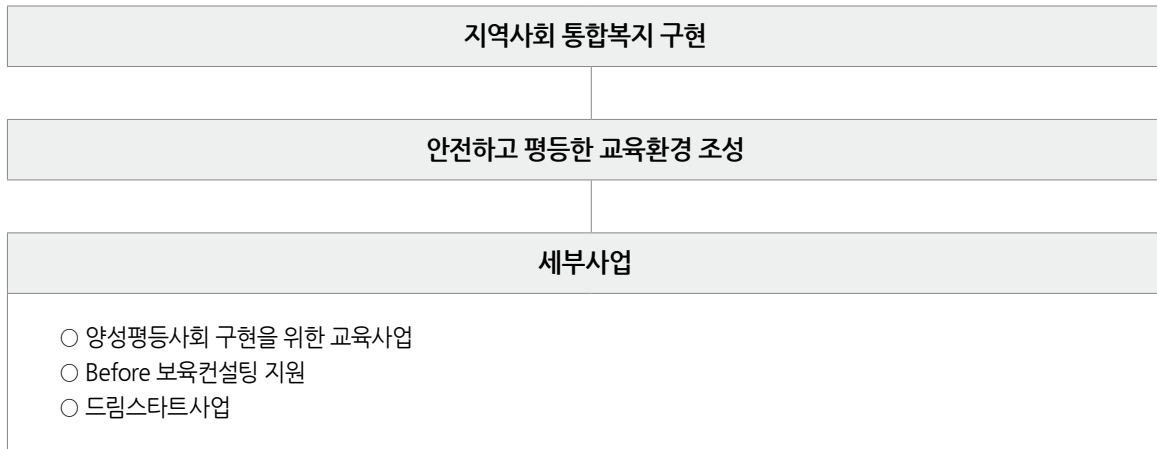 지역사회 통합복지 구현
안전하고 평등한 교육환경 조성
세부사업
○ 양성평등사회 구현을 위한 교육사업
○ Before 보육컨설팅 지원
○ 드림스타트사업